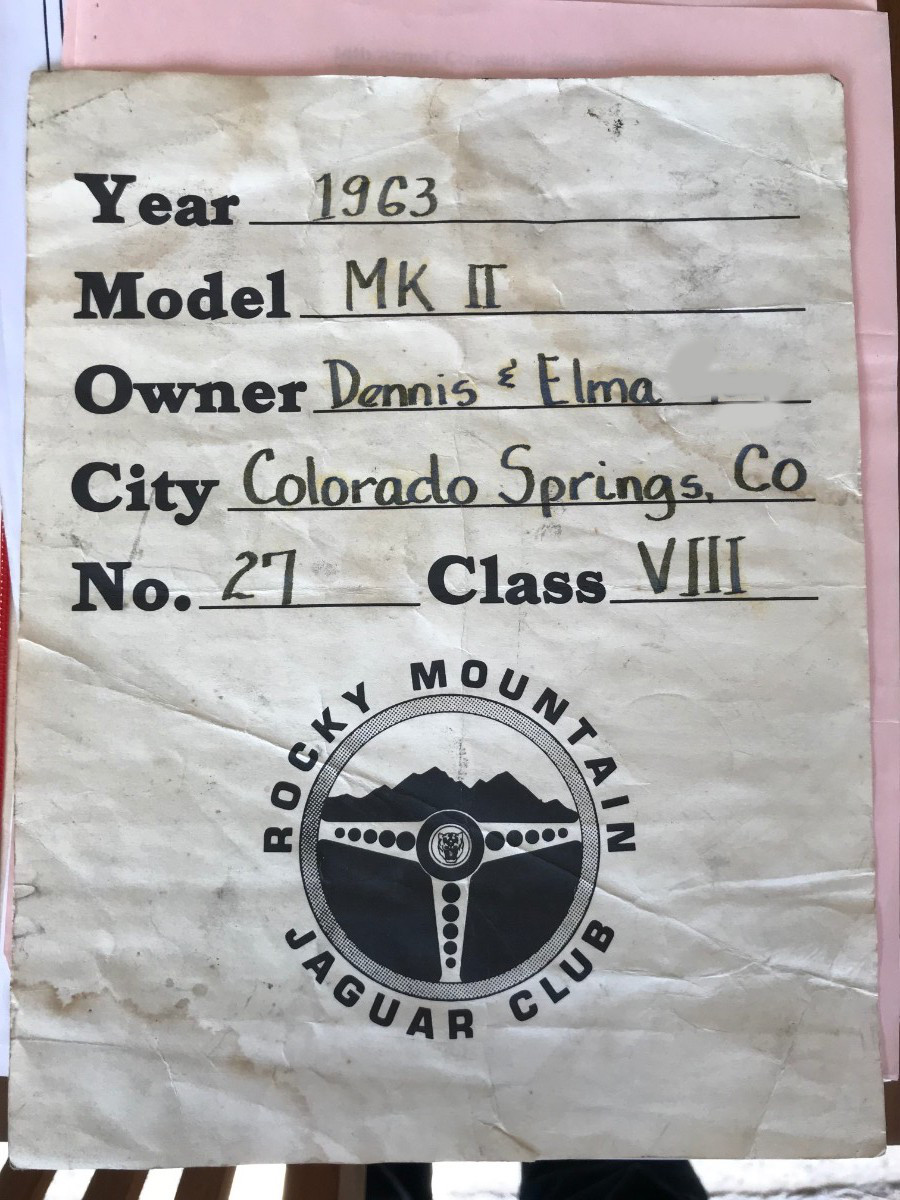 Year 1963
Model MK II
Owner Dennis & Elma
City Colorado Springs, Co
No. 27 Class VIII
ROCKY MOUNTAIN
JAGUAR CLUB